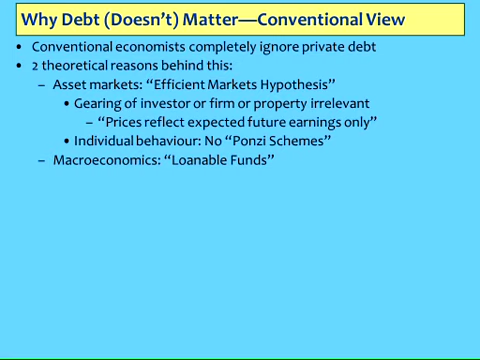 Why Debt (Doesn’t) Matter—Conventional View
• Conventional economists completely ignore private debt
• 2 theoretical reasons behind this:
– Asset markets: “Efficient Markets Hypothesis”
• Gearing of investor or firm or property irrelevant
– “Prices reflect expected future earnings only”
• Individual behaviour: No “Ponzi Schemes”
– Macroeconomics: “Loanable Funds”